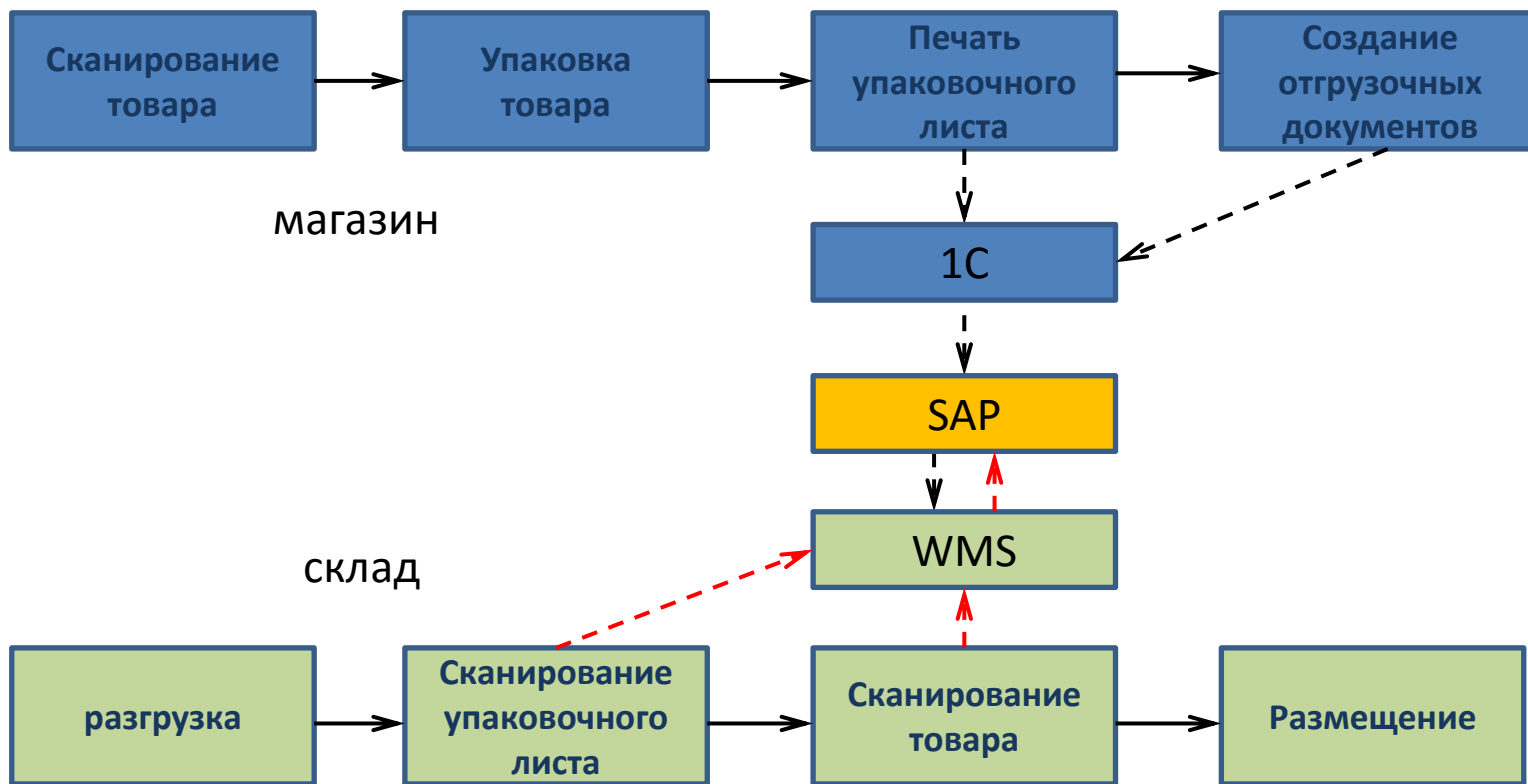 Сканирование
товара
Упаковка
товара
Печать
упаковочного
листа
Создание
отгрузочных
документов
магазин
1С
SAP
WMS
склад
разгрузка
Сканирование
упаковочного
листа
Сканирование
товара
Размещение